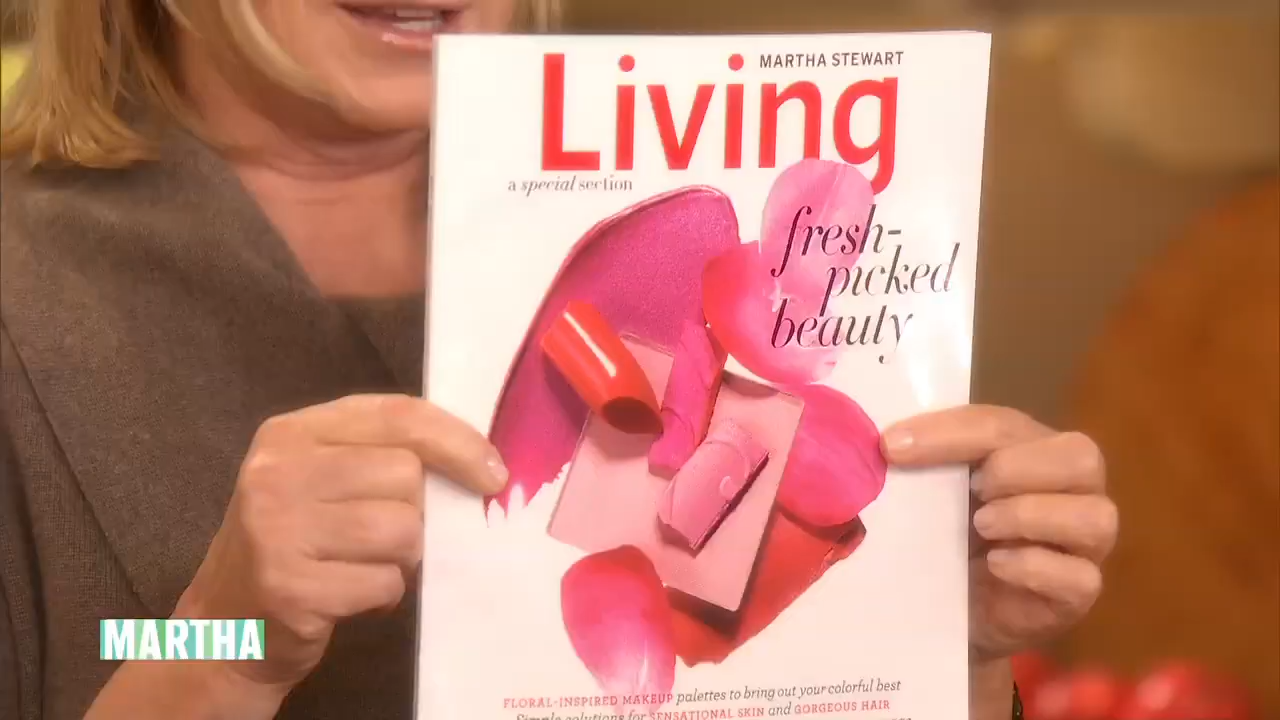 MARTHA STEWART
Living
a special section
fresh-
picked
beauty
FLORAL-INSPIRED MAKEUP palettes to bring out your colorful best
Simple solutions for SENSATIONAL SKIN and GORGEOUS HAIR
MARTHA